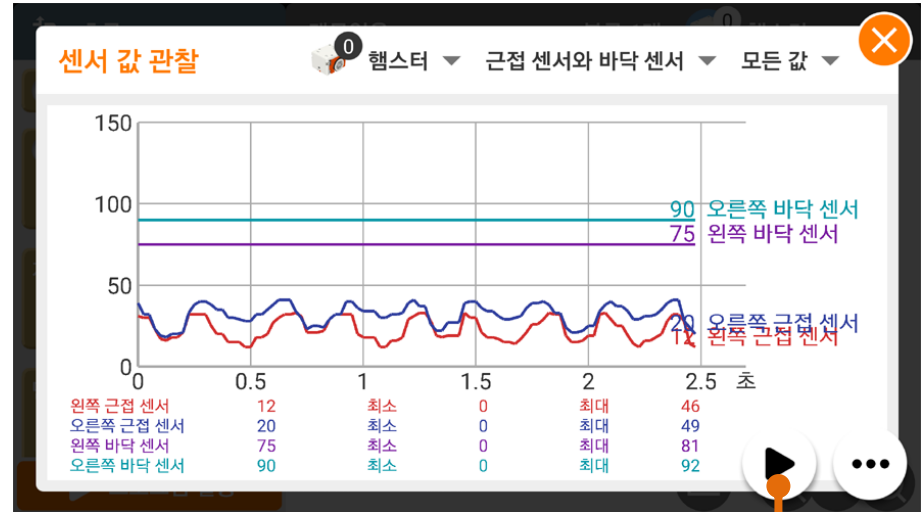 센서 값 관찰
0 햄스터 근접 센서와 바닥 센서 모든 값
150
100
90 오른쪽 바닥 센서
75 왼쪽 바닥 센서
50
20 오른쪽 근접 센서
12 왼쪽 근접 센서
0
0 0.5 1 1.5 2 2.5 초
왼쪽 근접 센서 12 최소 0 최대 46
오른쪽 근접 센서 20 최소 0 최대 49
왼쪽 바닥 센서 75 최소 0 최대 81
오른쪽 바닥 센서 90 최소 0 최대 92